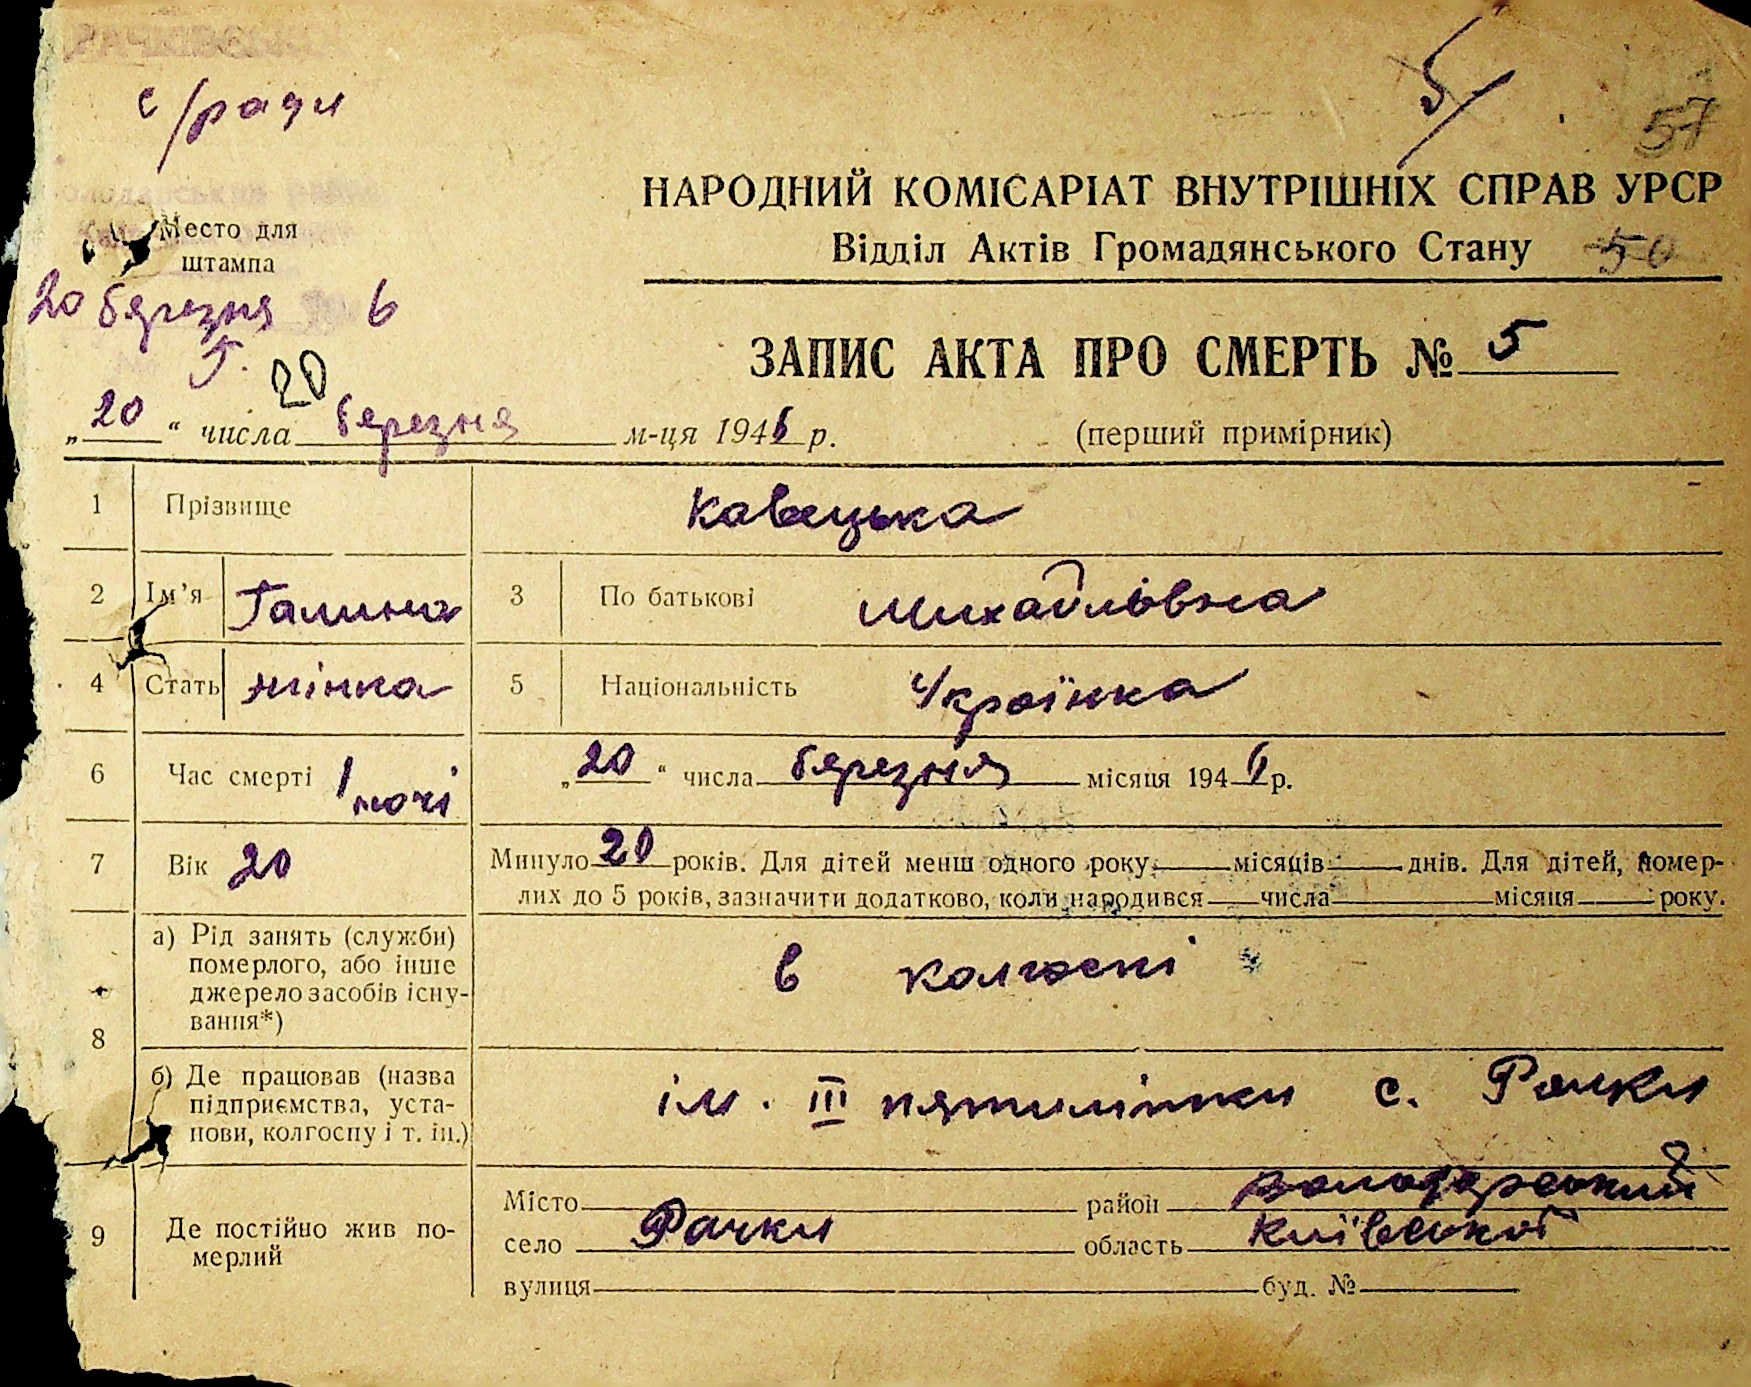 с/ради
5/
57
НАРОДНИЙ КОМІСАРІАТ ВНУТРІШНІХ СПРАВ УРСР
Відділ Актів Громадянського Стану 50
Место для
штампа
20 березня 6
5.
20
ЗАПИС АКТА ПРО СМЕРТЬ № 5
„20“ числа березня м-ця 1946 р. (перший примірник)
1 Прізвище Кавецька
2 Ім’я Галина 3 По батькові Михайлівна
4 Стать жінка 5 Національність Українка
6 Час смерті 1 ночі „20“ числа березня місяця 1946 р.
7 Вік 20 Минуло 20 років. Для дітей менш одного року місяців днів. Для дітей, помер-
лих до 5 років, зазначити додатково, коли народився числа місяця року.
8 а) Рід занять (служби)
померлого, або інше
джерело засобів існу-
вання*)
в колгоспі
б) Де працював (назва
підприємства, уста-
нови, колгоспу і т. ін.)
ім. III пятилітки с. Рачки
9 Де постійно жив по-
мерлий
Місто район Володарський
село Рачки область Київської
вулиця буд. №